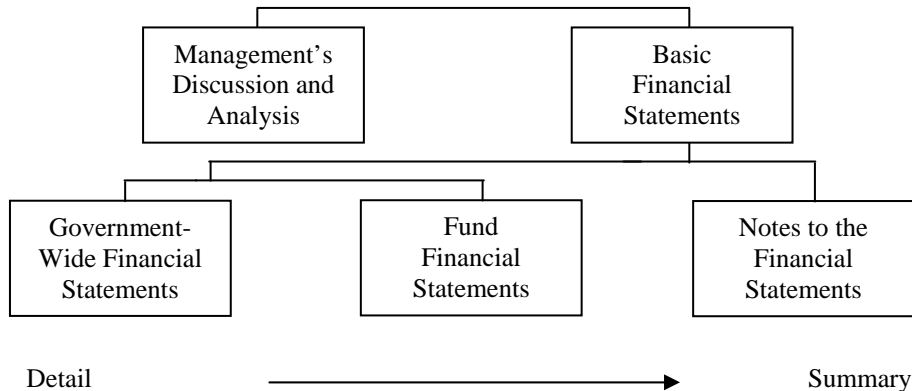 Management’s
Discussion and
Analysis
Basic
Financial
Statements
Government-
Wide Financial
Statements
Fund
Financial
Statements
Notes to the
Financial
Statements
Detail
Summary